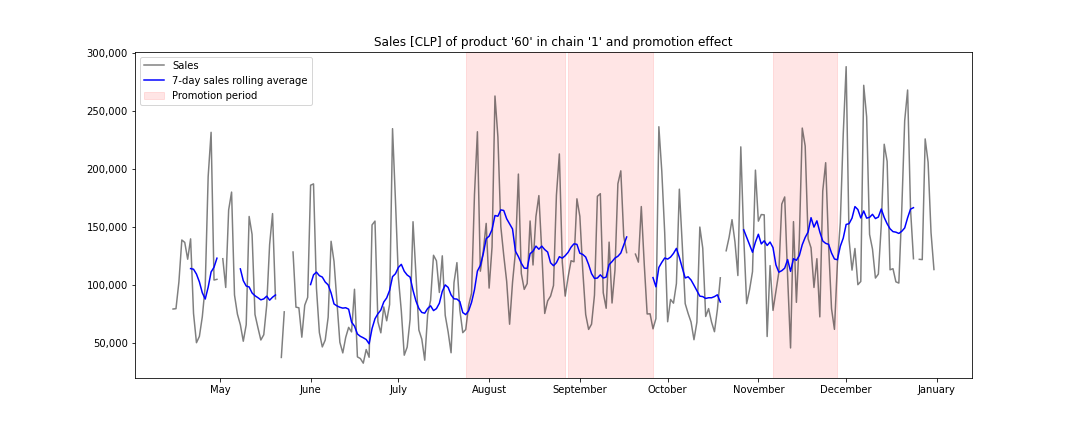 Sales [CLP] of product '60' in chain '1' and promotion effect
300,000
250,000
200,000
150,000
100,000
50,000
Sales
7-day sales rolling average
Promotion period
May June July August September October November December January